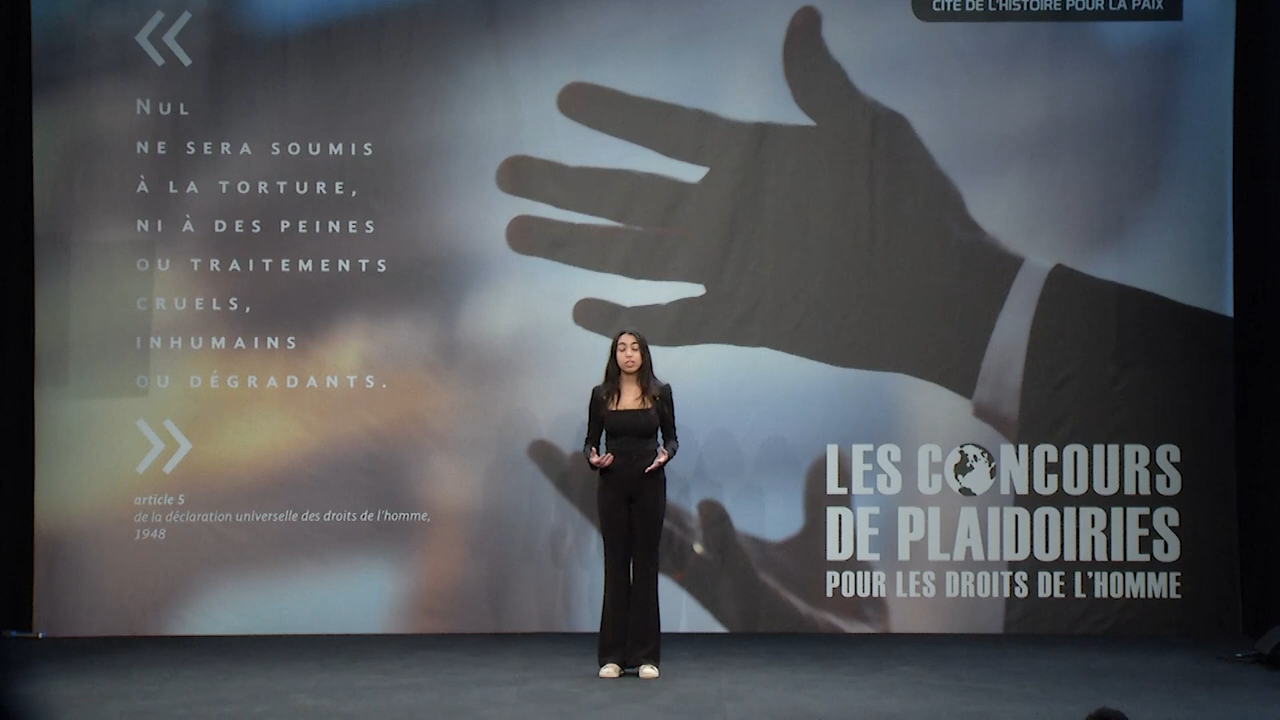 CITÉ DE L'HISTOIRE POUR LA PAIX
«
NUL
NE SERA SOUMIS
À LA TORTURE,
NI À DES PEINES
OU TRAITEMENTS
CRUELS,
INHUMAINS
OU DÉGRADANTS.
»
article 5
de la déclaration universelle des droits de l'homme,
1948
LES CONCOURS
DE PLAIDOIRIES
POUR LES DROITS DE L'HOMME